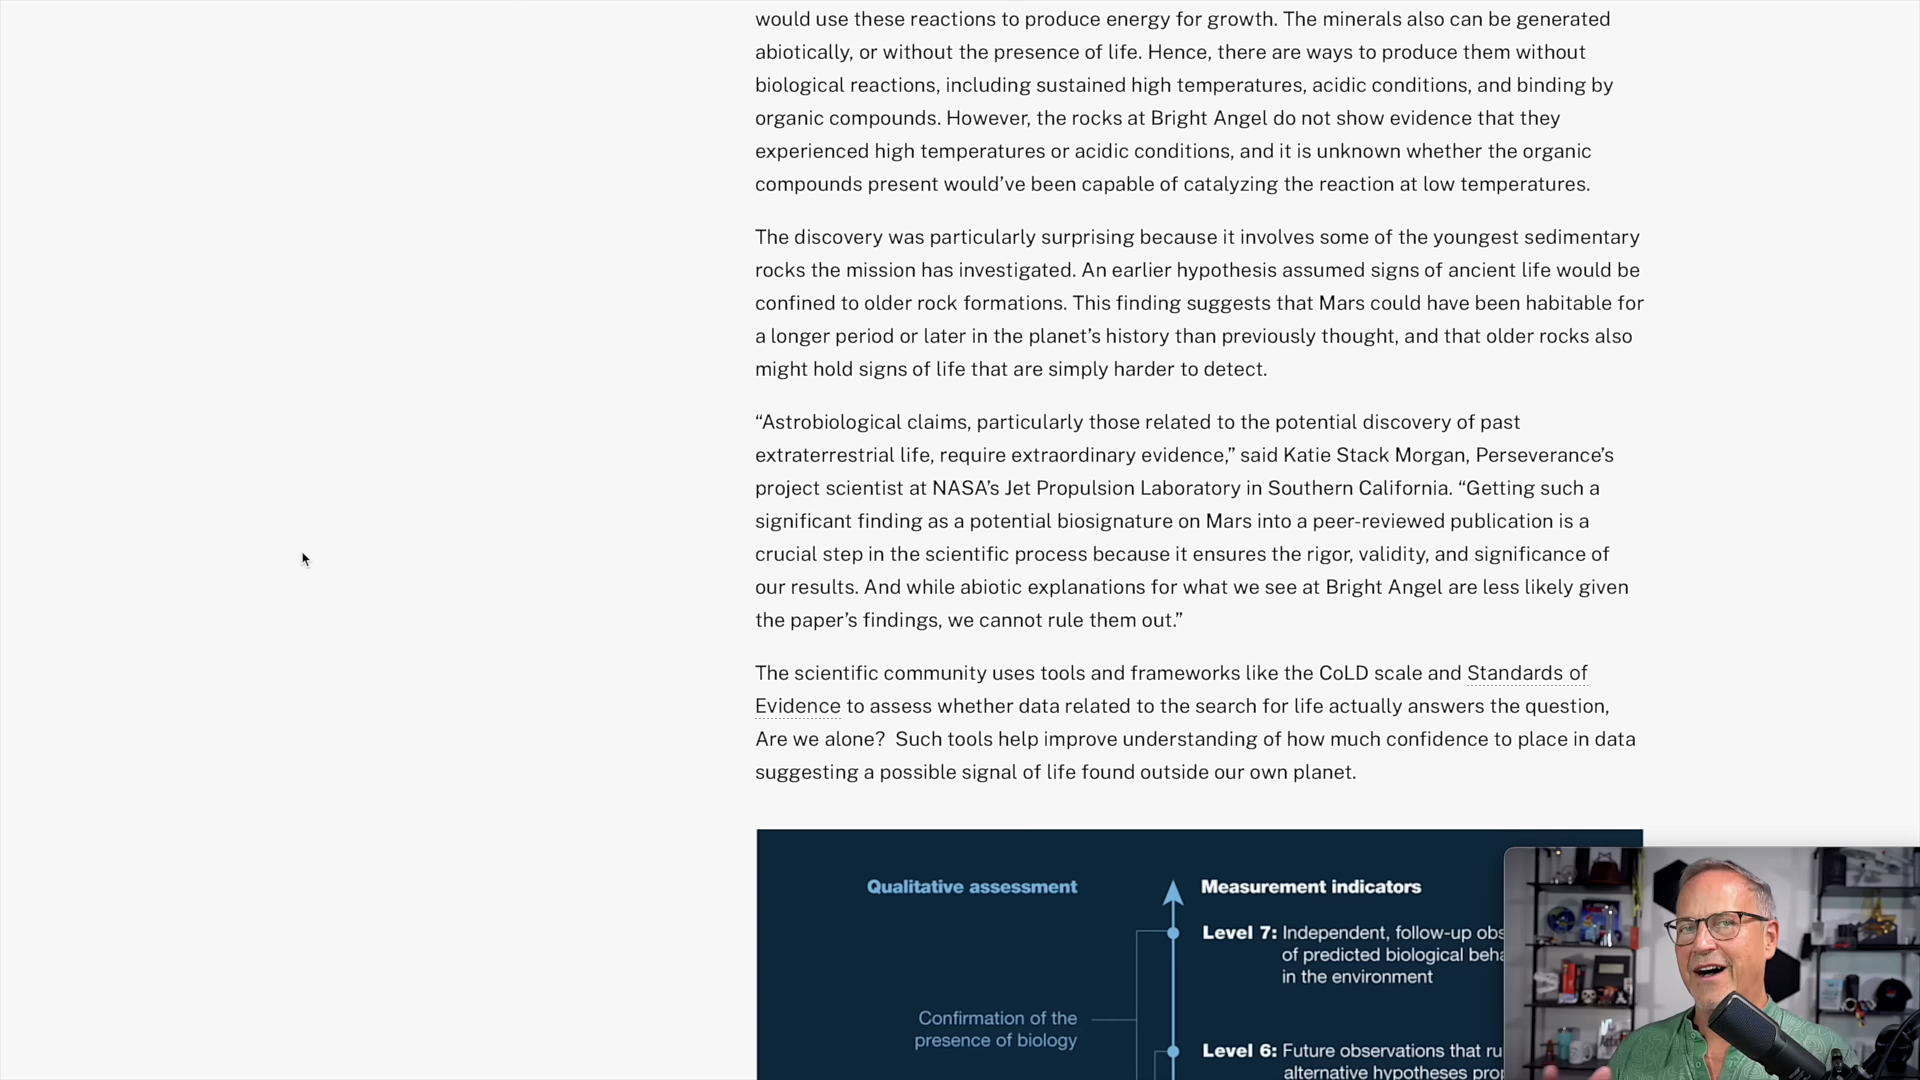 would use these reactions to produce energy for growth. The minerals also can be generated
abiotically, or without the presence of life. Hence, there are ways to produce them without
biological reactions, including sustained high temperatures, acidic conditions, and binding by
organic compounds. However, the rocks at Bright Angel do not show evidence that they
experienced high temperatures or acidic conditions, and it is unknown whether the organic
compounds present would’ve been capable of catalyzing the reaction at low temperatures.
The discovery was particularly surprising because it involves some of the youngest sedimentary
rocks the mission has investigated. An earlier hypothesis assumed signs of ancient life would be
confined to older rock formations. This finding suggests that Mars could have been habitable for
a longer period or later in the planet’s history than previously thought, and that older rocks also
might hold signs of life that are simply harder to detect.
“Astrobiological claims, particularly those related to the potential discovery of past
extraterrestrial life, require extraordinary evidence,” said Katie Stack Morgan, Perseverance’s
project scientist at NASA’s Jet Propulsion Laboratory in Southern California. “Getting such a
significant finding as a potential biosignature on Mars into a peer-reviewed publication is a
crucial step in the scientific process because it ensures the rigor, validity, and significance of
our results. And while abiotic explanations for what we see at Bright Angel are less likely given
the paper’s findings, we cannot rule them out.”
The scientific community uses tools and frameworks like the CoLD scale and Standards of
Evidence to assess whether data related to the search for life actually answers the question,
Are we alone?  Such tools help improve understanding of how much confidence to place in data
suggesting a possible signal of life found outside our own planet.
Qualitative assessment
Measurement indicators
Level 7: Independent, follow-up obs
of predicted biological beha
in the environment
Confirmation of the
presence of biology
Level 6: Future observations that ru
alternative hypotheses prop